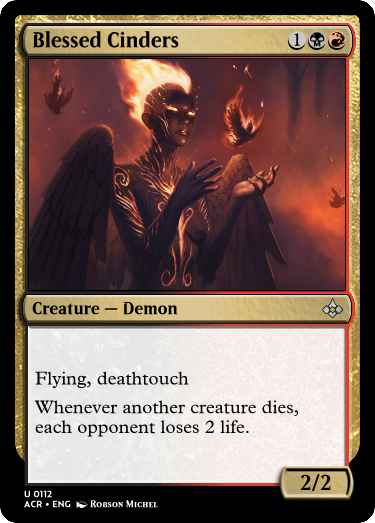 Blessed Cinders 1
Creature — Demon
Flying, deathtouch
Whenever another creature dies,
each opponent loses 2 life.
2/2
U 0112
ACR • ENG Robson Michel